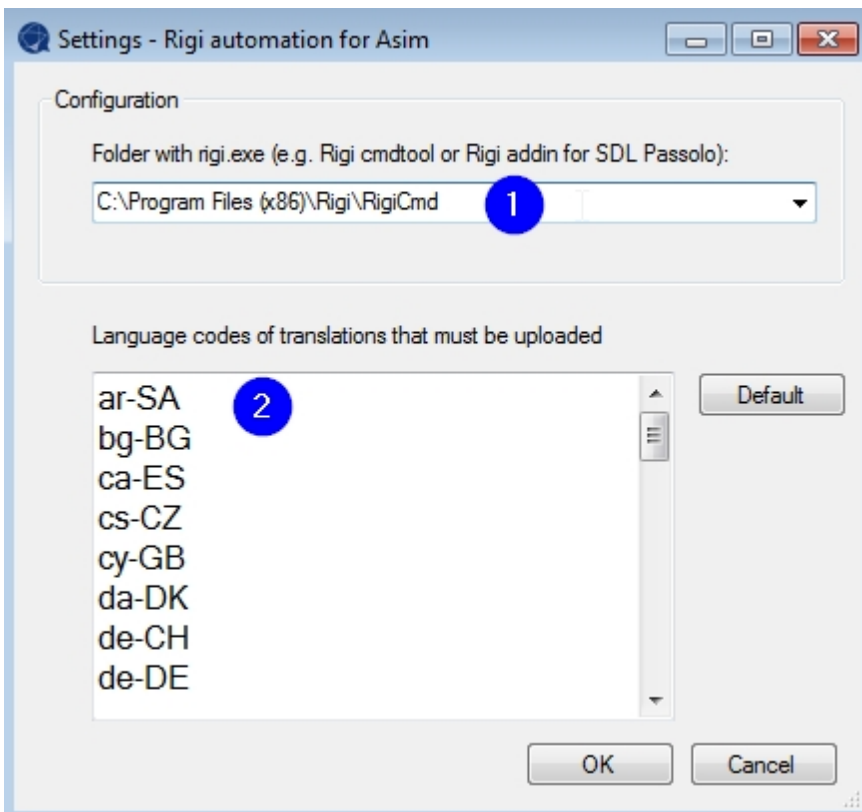 Settings - Rigi automation for Asim
Configuration
Folder with rigi.exe (e.g. Rigi cmdtool or Rigi addin for SDL Passolo):
C:\Program Files (x86)\Rigi\RigiCmd 1
Language codes of translations that must be uploaded
ar-SA 2
Default
bg-BG
ca-ES
cs-CZ
cy-GB
da-DK
de-CH
de-DE
OK Cancel